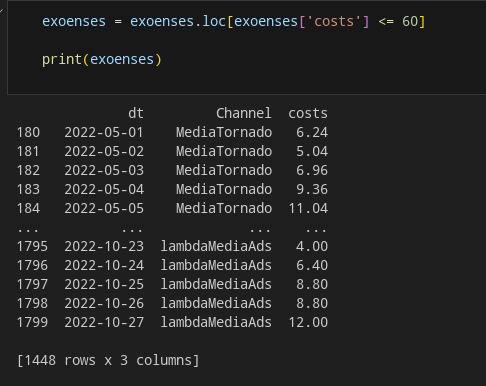 exoenses = exoenses.loc[exoenses['costs'] <= 60]
print(exoenses)
dt Channel costs
180 2022-05-01 MediaTornado 6.24
181 2022-05-02 MediaTornado 5.04
182 2022-05-03 MediaTornado 6.96
183 2022-05-04 MediaTornado 9.36
184 2022-05-05 MediaTornado 11.04
... ... ... ...
1795 2022-10-23 lambdaMediaAds 4.00
1796 2022-10-24 lambdaMediaAds 6.40
1797 2022-10-25 lambdaMediaAds 8.80
1798 2022-10-26 lambdaMediaAds 8.80
1799 2022-10-27 lambdaMediaAds 12.00
[1448 rows x 3 columns]